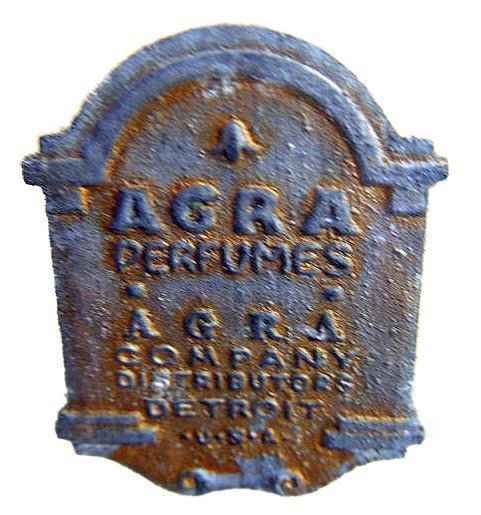 AGRA
PERFUMES
AGRA
COMPANY
DISTRIBUTORS
DETROIT
·U·S·A·